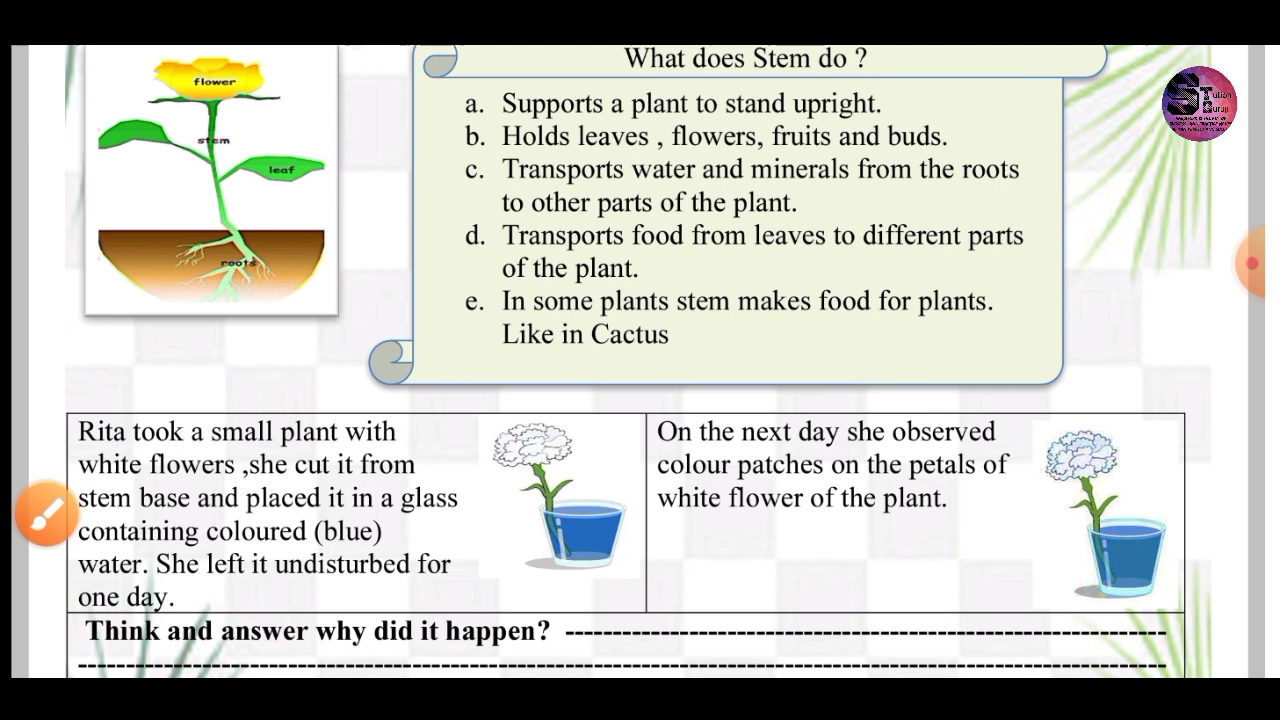 What does Stem do ?
flower
stem
leaf
roots
a. Supports a plant to stand upright.
b. Holds leaves , flowers, fruits and buds.
c. Transports water and minerals from the roots
to other parts of the plant.
d. Transports food from leaves to different parts
of the plant.
e. In some plants stem makes food for plants.
Like in Cactus
Rita took a small plant with
white flowers ,she cut it from
stem base and placed it in a glass
containing coloured (blue)
water. She left it undisturbed for
one day.
On the next day she observed
colour patches on the petals of
white flower of the plant.
Think and answer why did it happen? ----------------------------------------------------------------